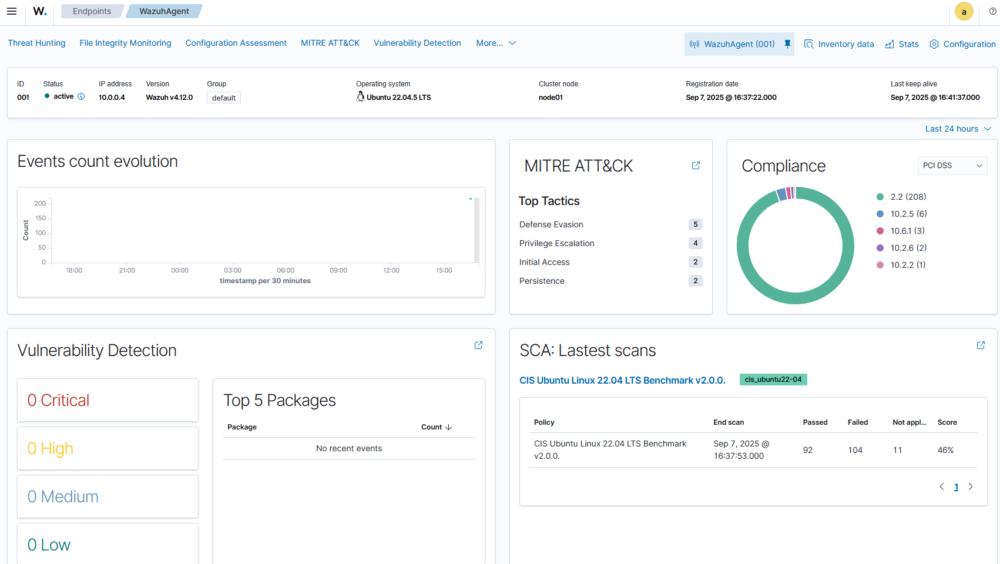 W.
Endpoints
WazuhAgent
a
Threat Hunting
File Integrity Monitoring
Configuration Assessment
MITRE ATT&CK
Vulnerability Detection
More...
WazuhAgent (001)
Inventory data
Stats
Configuration
ID
Status
IP address
Version
Group
Operating system
Cluster node
Registration date
Last keep alive
001
active
10.0.0.4
Wazuh v4.12.0
default
Ubuntu 22.04.5 LTS
node01
Sep 7, 2025 @ 16:37:22.000
Sep 7, 2025 @ 16:41:37.000
Last 24 hours
Events count evolution
Count
200
150
100
50
0
18:00
21:00
00:00
03:00
06:00
09:00
12:00
15:00
timestamp per 30 minutes
MITRE ATT&CK
Top Tactics
Defense Evasion 5
Privilege Escalation 4
Initial Access 2
Persistence 2
Compliance
PCI DSS
2.2 (208)
10.2.5 (6)
10.6.1 (3)
10.2.6 (2)
10.2.2 (1)
Vulnerability Detection
0 Critical
0 High
0 Medium
0 Low
Top 5 Packages
Package Count
No recent events
SCA: Lastest scans
CIS Ubuntu Linux 22.04 LTS Benchmark v2.0.0.
cis_ubuntu22-04
Policy End scan Passed Failed Not appl... Score
CIS Ubuntu Linux 22.04 LTS Benchmark
v2.0.0.
Sep 7, 2025 @
16:37:53.000
92
104
11
46%
1